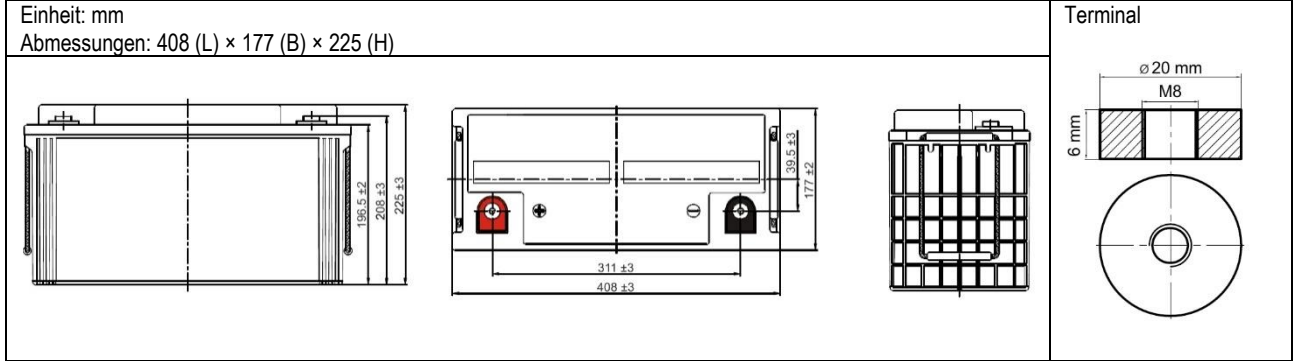 Einheit: mm
Abmessungen: 408 (L) × 177 (B) × 225 (H)
Terminal
196.5 ±2
208 ±3
225 ±3
39.5 ±3
177 ±2
311 ±3
408 ±3
⌀ 20 mm
M8
6 mm